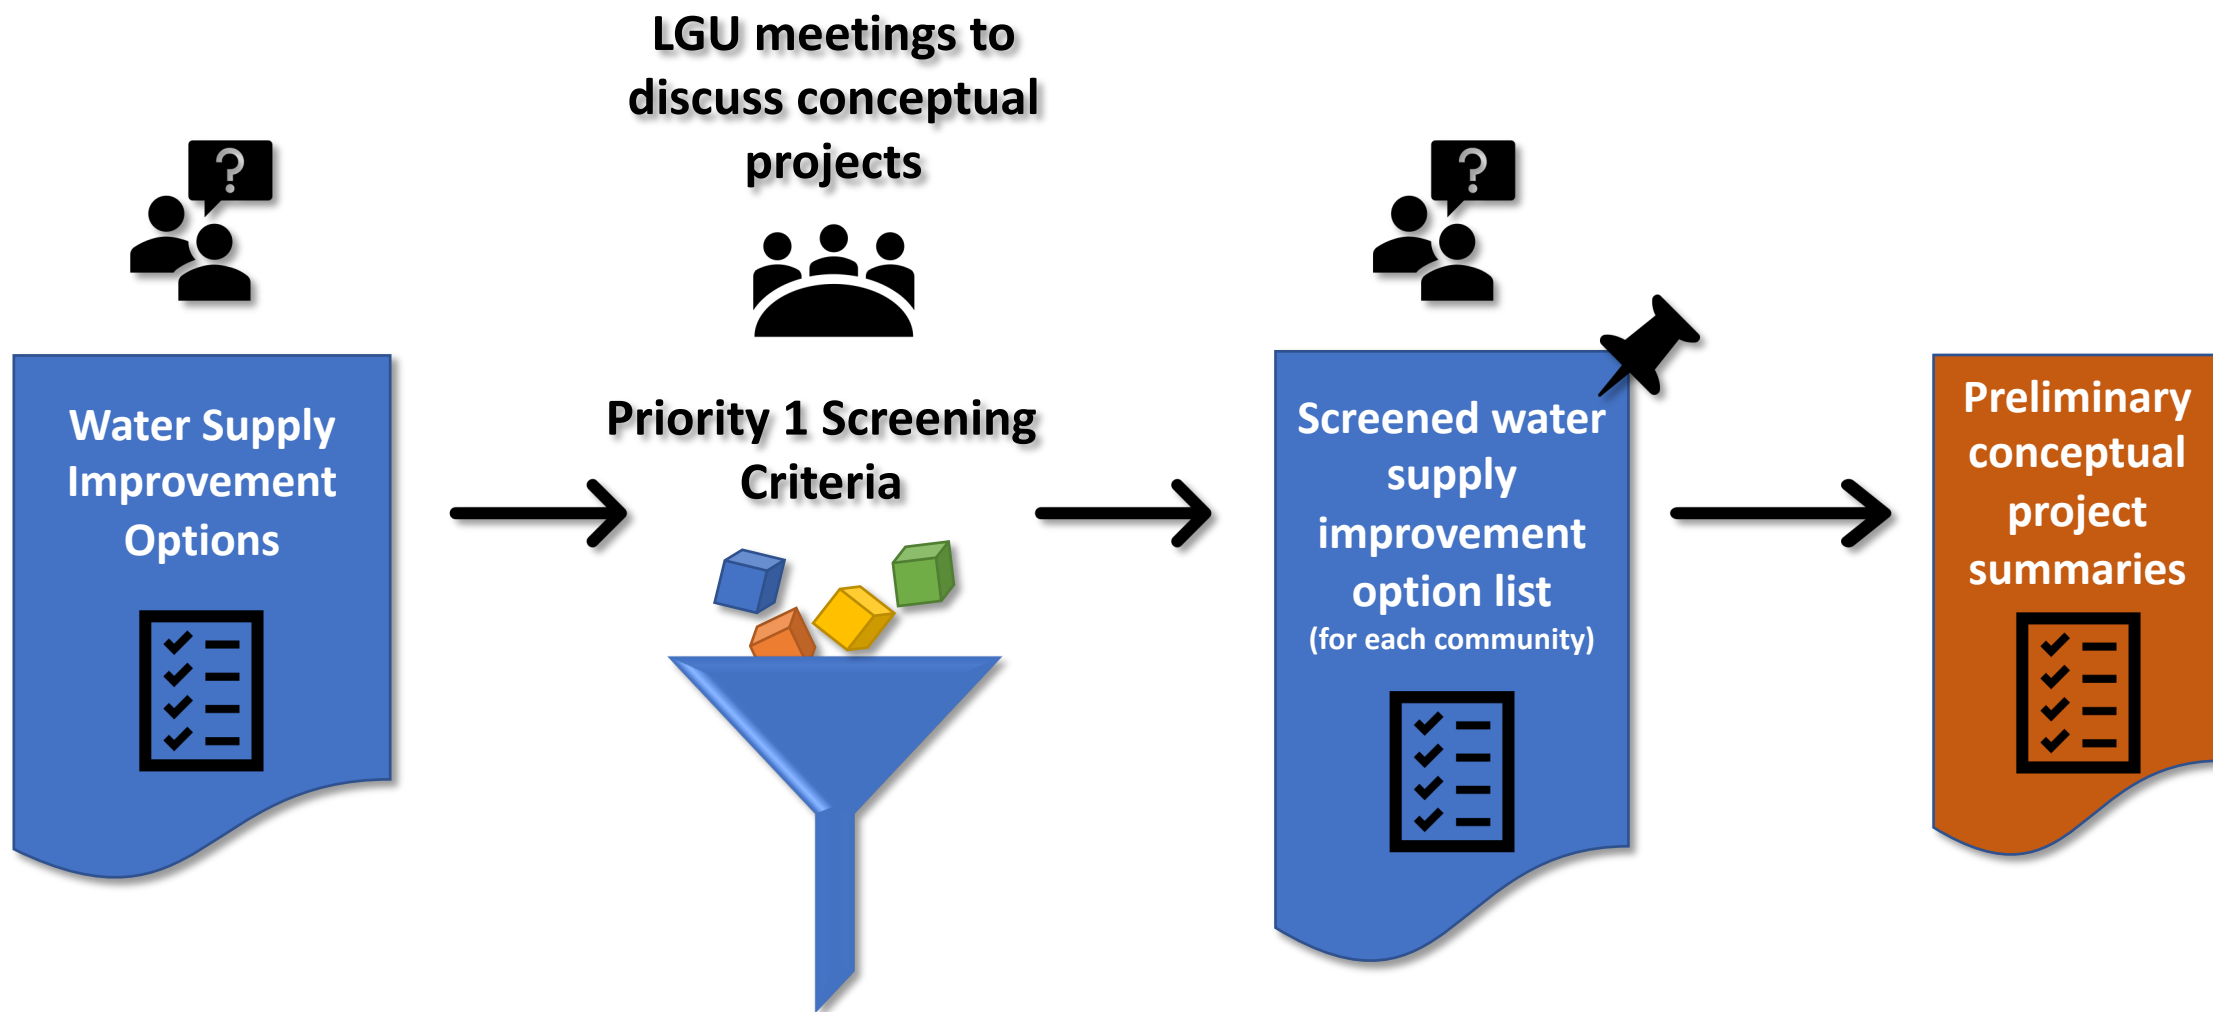 LGU meetings to
discuss conceptual
projects
?
?
Water Supply
Improvement
Options
Priority 1 Screening
Criteria
Screened water
supply
improvement
option list
(for each community)
Preliminary
conceptual
project
summaries